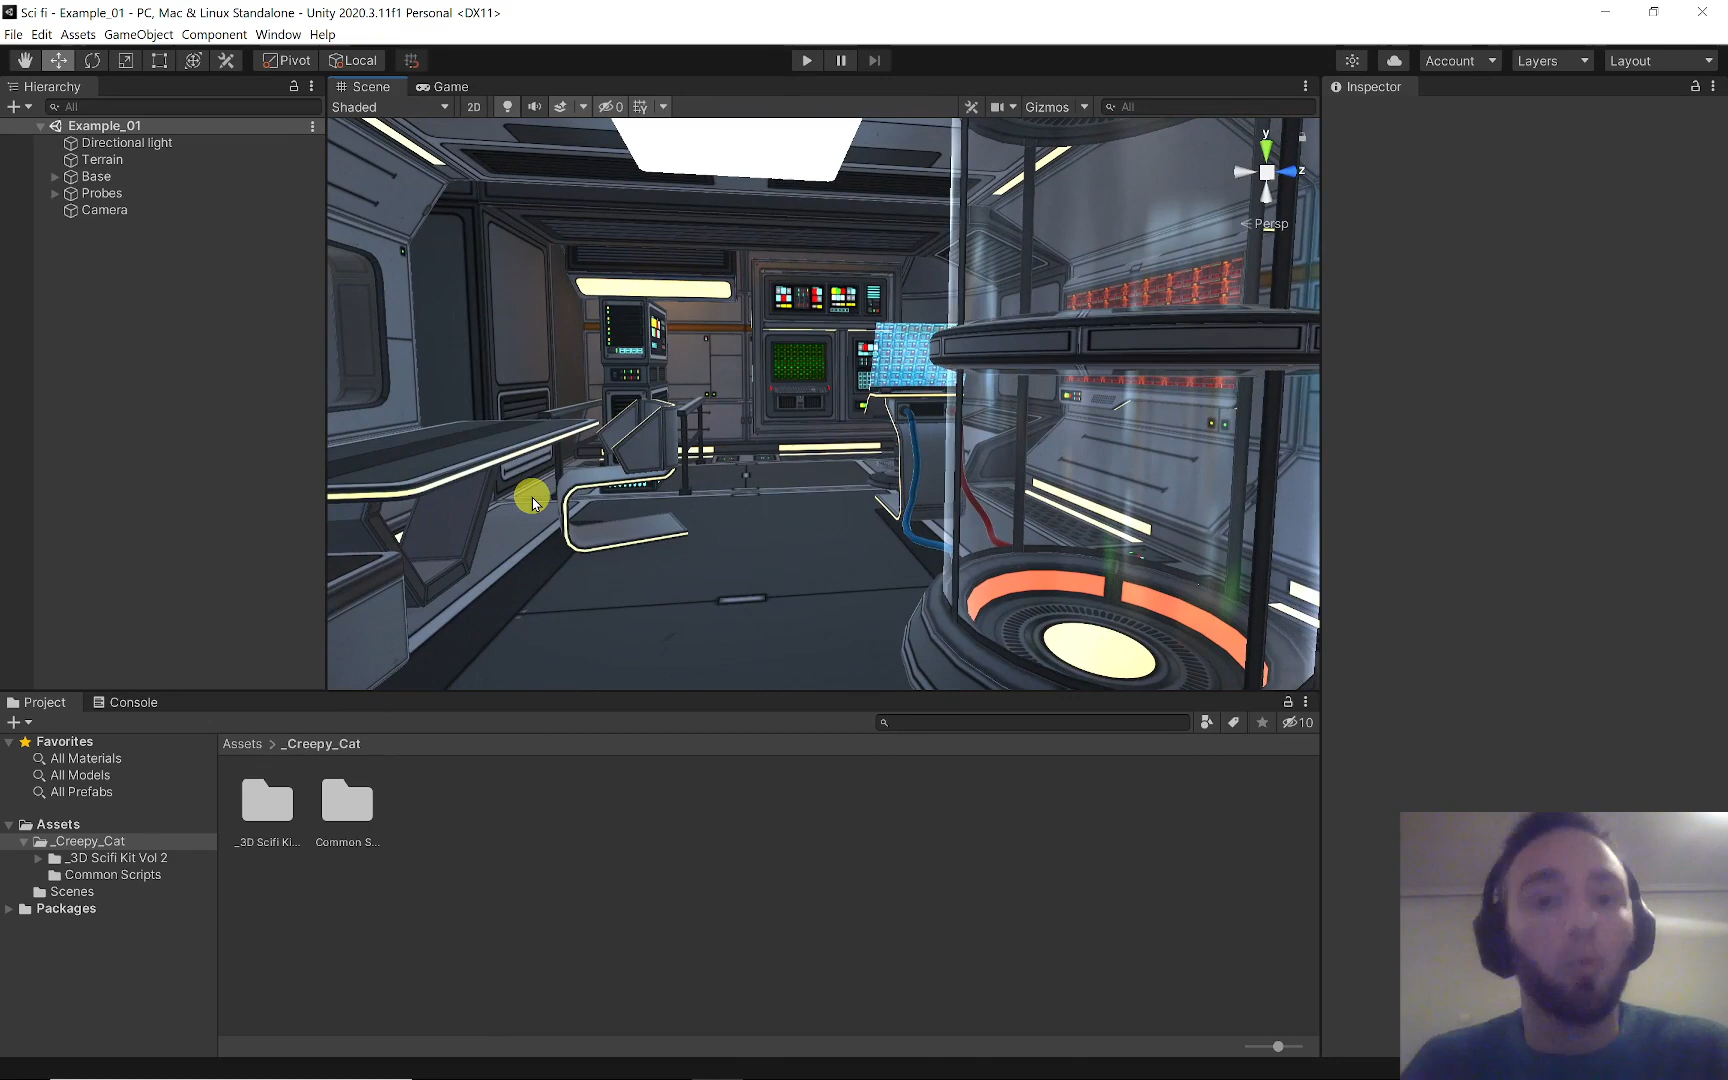 Sci fi - Example_01 - PC, Mac & Linux Standalone - Unity 2020.3.11f1 Personal <DX11>
File Edit Assets GameObject Component Window Help
Pivot Local Account Layers Layout
Hierarchy Scene Game Inspector
All Shaded 2D 0 Gizmos All
Example_01
Directional light
Terrain
Base
Probes
Camera
y
z
Persp
Project Console
10
Favorites
All Materials
All Models
All Prefabs
Assets
_Creepy_Cat
_3D Scifi Kit Vol 2
Common Scripts
Scenes
Packages
Assets > _Creepy_Cat
_3D Scifi Ki... Common S...